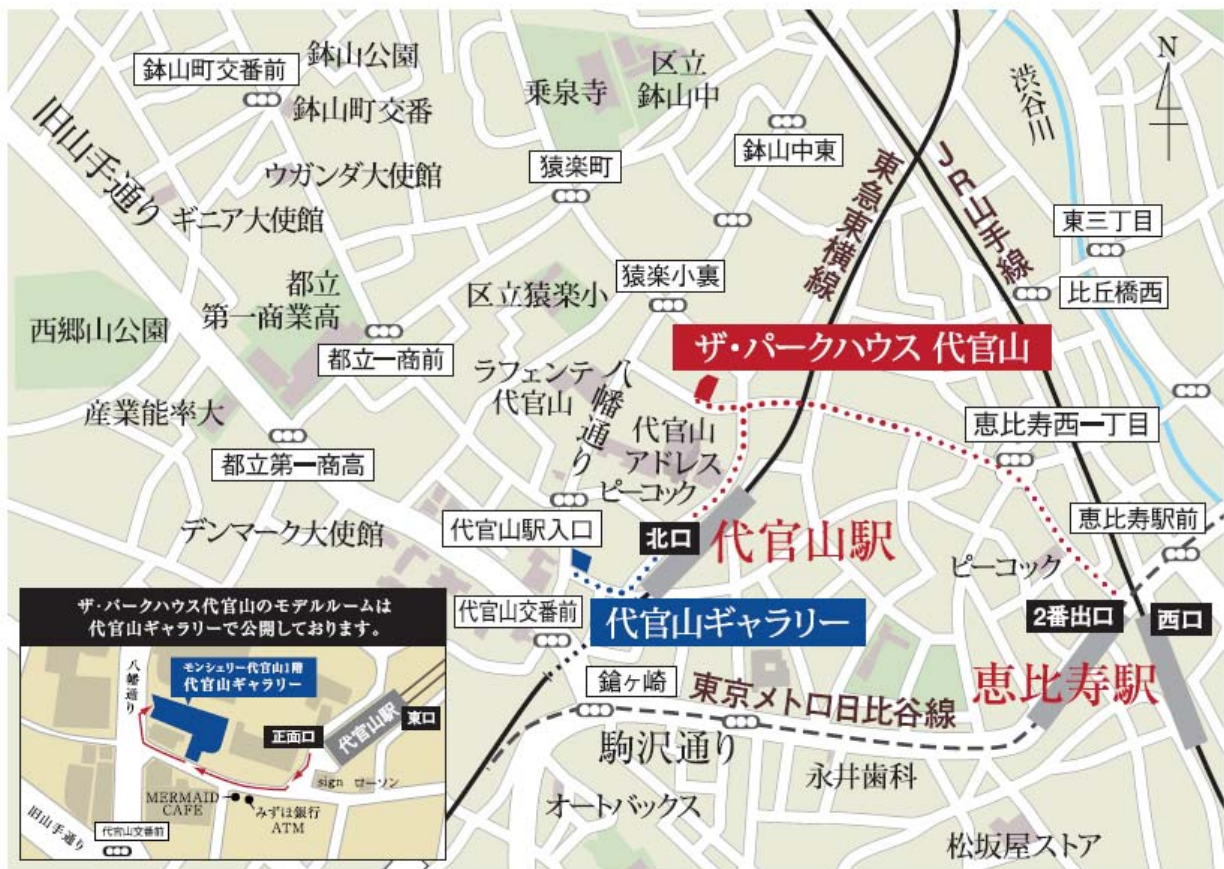 鉢山町交番前
鉢山公園
鉢山町交番
旧山手通り
ウガンダ大使館
ギニア大使館
乗泉寺
区立
鉢山中
猿楽町
鉢山中東
東急東横線
JR山手線
渋谷川
N
東三丁目
比丘橋西
西郷山公園
都立
第一商業高
都立一商前
区立猿楽小
猿楽小裏
ザ・パークハウス 代官山
産業能率大
都立第一商高
ラフェンテ
代官山
八幡通り
代官山
アドレス
ピーコック
恵比寿西一丁目
デンマーク大使館
代官山駅入口
北口
代官山駅
恵比寿駅前
ピーコック
代官山交番前
代官山ギャラリー
2番出口
西口
恵比寿駅
鎗ヶ崎
東京メトロ日比谷線
駒沢通り
永井歯科
オートバックス
松坂屋ストア
ザ・パークハウス代官山のモデルルームは
代官山ギャラリーで公開しております。
八幡通り
モンシェリー代官山1階
代官山ギャラリー
正面口
代官山駅
東口
sign
ローソン
MERMAID
CAFE
みずほ銀行
ATM
旧山手通り
代官山交番前